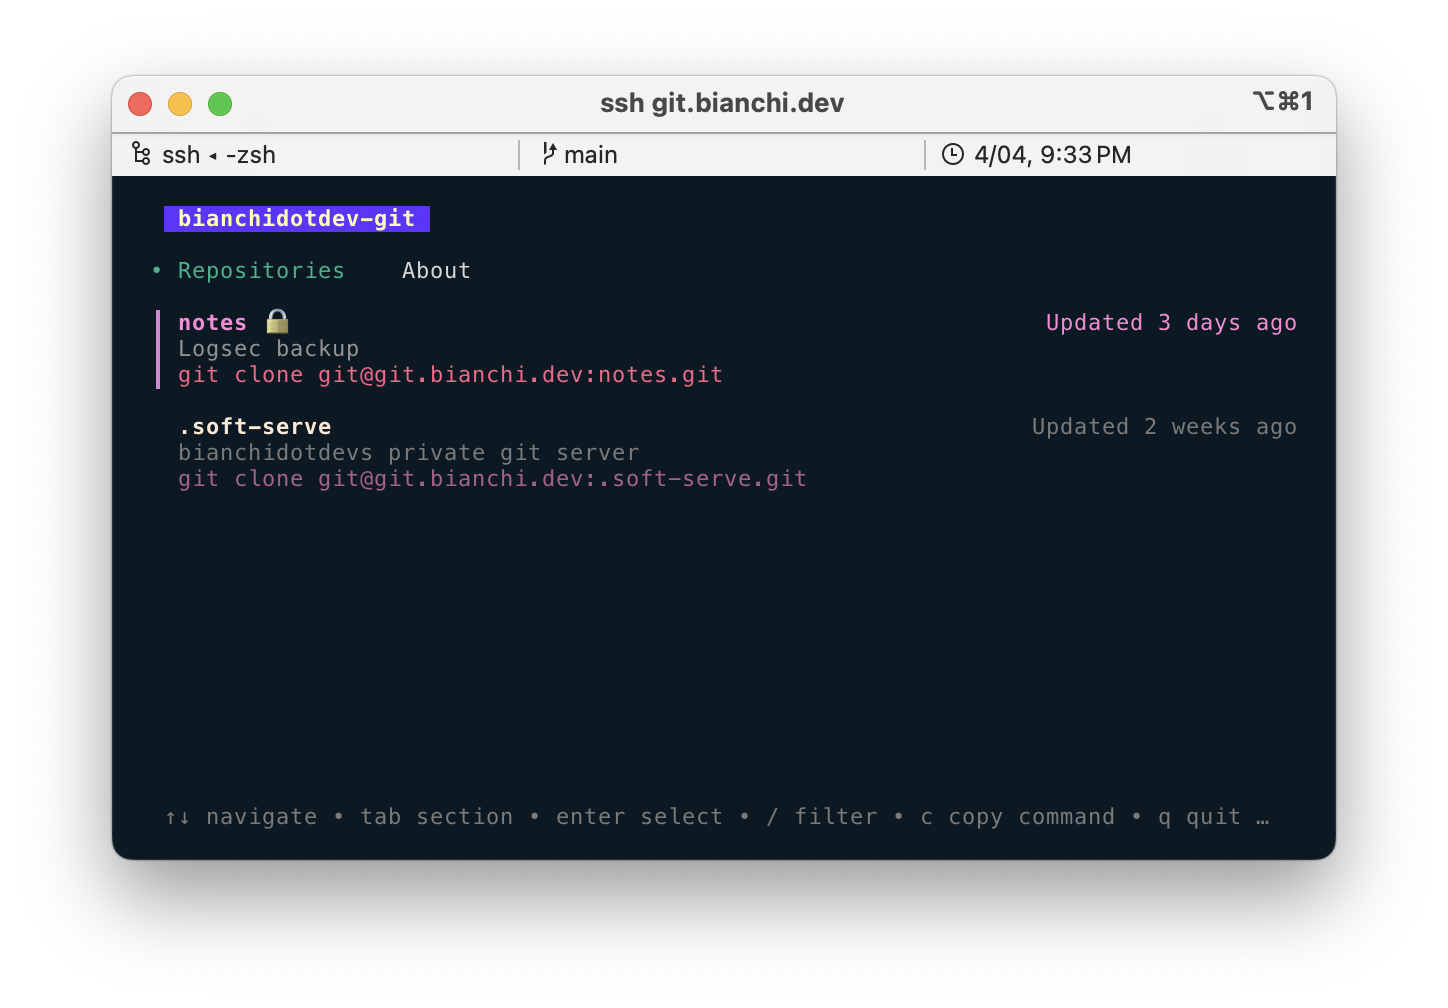 ssh git.bianchi.dev ⌥⌘1
ssh ◂ -zsh main 4/04, 9:33 PM
bianchidotdev-git
• Repositories About
notes 🔒 Updated 3 days ago
Logsec backup
git clone git@git.bianchi.dev:notes.git
.soft-serve Updated 2 weeks ago
bianchidotdevs private git server
git clone git@git.bianchi.dev:.soft-serve.git
↑↓ navigate • tab section • enter select • / filter • c copy command • q quit …